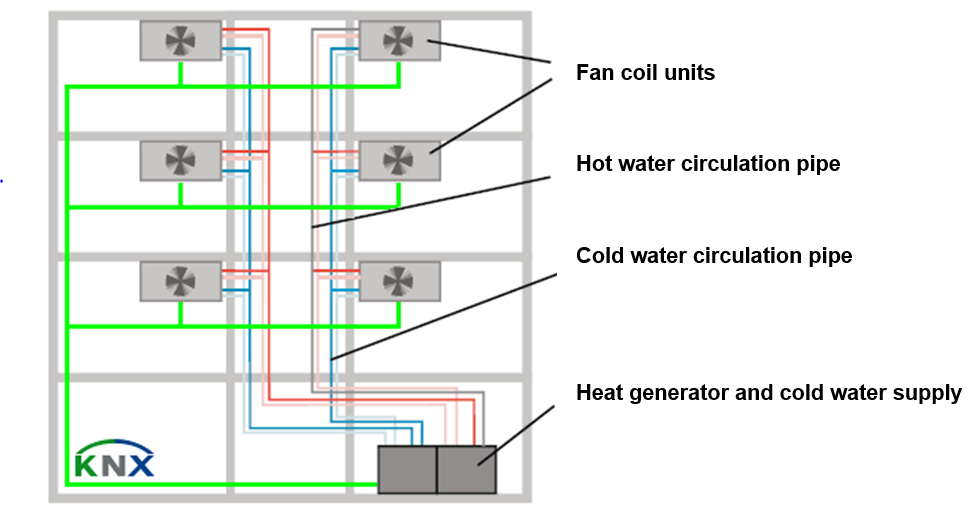 Fan coil units
Hot water circulation pipe
Cold water circulation pipe
Heat generator and cold water supply
KNX